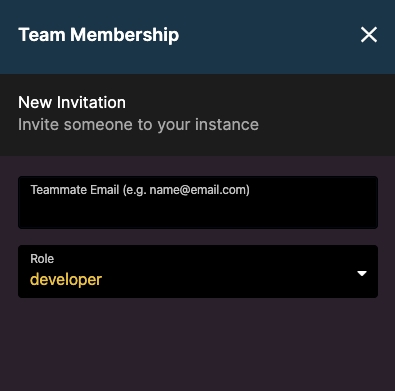 Team Membership
New Invitation
Invite someone to your instance
Teammate Email (e.g. name@email.com)
Role
developer